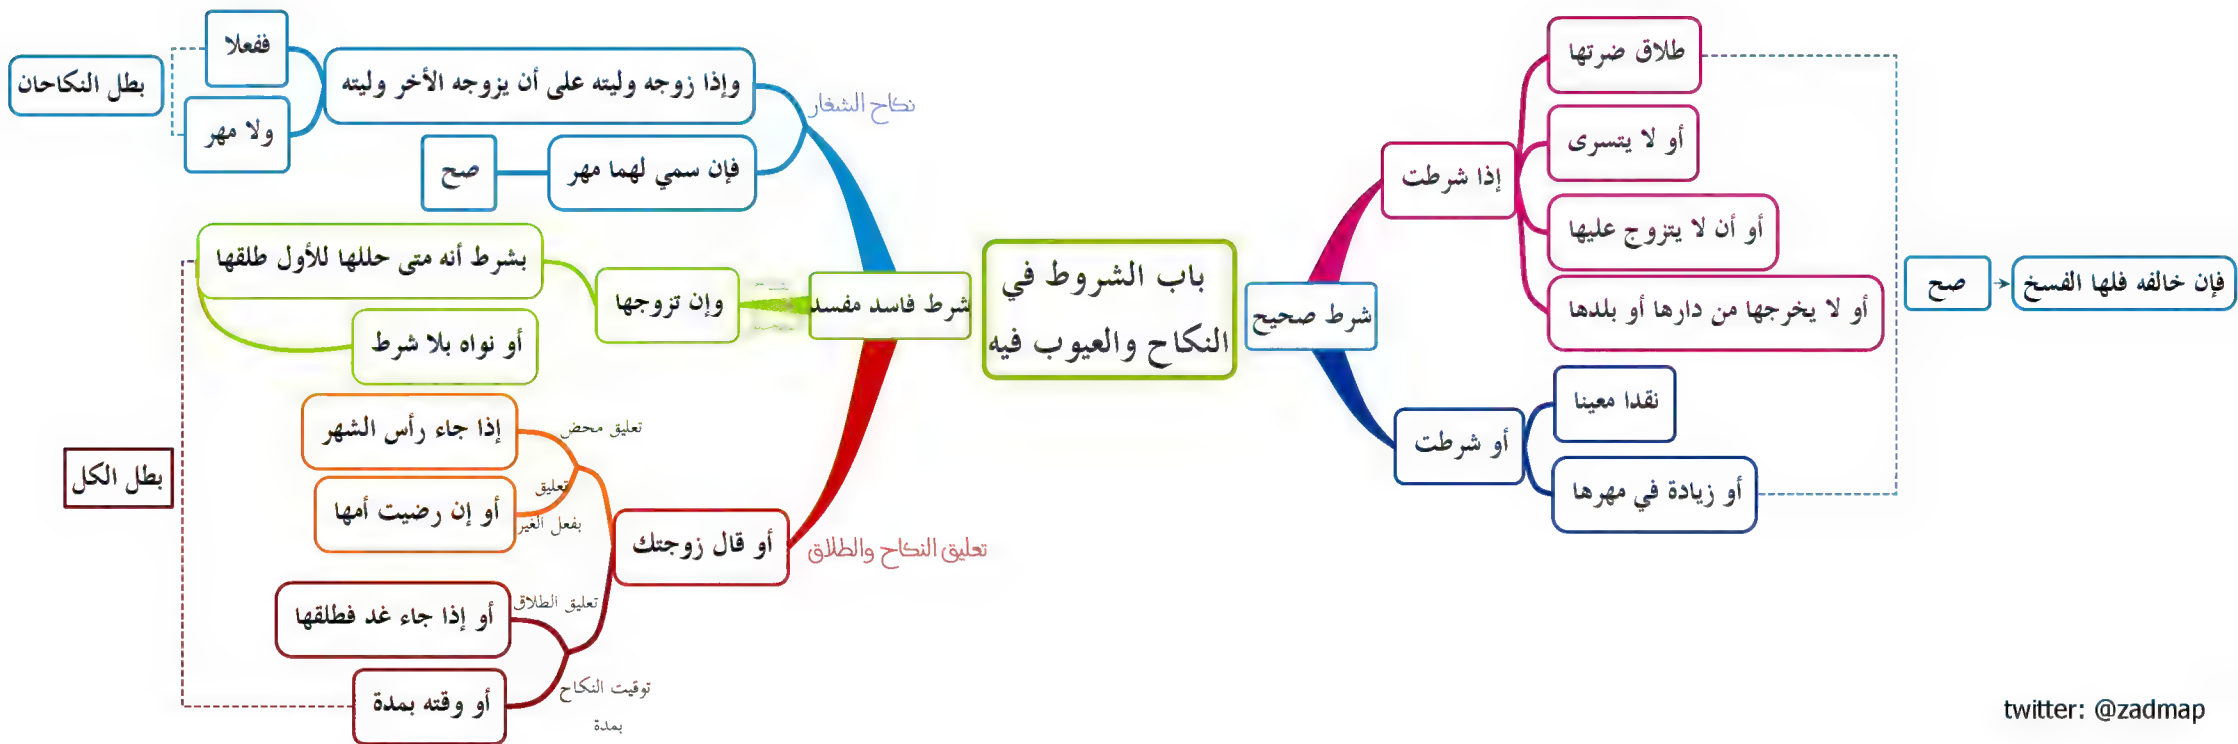 باب الشروط في
النكاح والعيوب فيه
شرط صحيح
إذا شرطت
طلاق ضرتها
أو لا يتسرى
أو أن لا يتزوج عليها
أو لا يخرجها من دارها أو بلدها
أو شرطت
نقدا معينا
أو زيادة في مهرها
صح
فإن خالفه فلها الفسخ
شرط فاسد مفسد
نكاح الشغار
وإذا زوجه وليته على أن يزوجه الأخر وليته
ففعلا
ولا مهر
بطل النكاحان
فإن سمي لهما مهر
صح
وإن تزوجها
بشرط أنه متى حللها للأول طلقها
أو نواه بلا شرط
تعليق النكاح والطلاق
أو قال زوجتك
تعليق محض
إذا جاء رأس الشهر
تعليق
بفعل الغير
أو إن رضيت أمها
تعليق الطلاق
أو إذا جاء غد فطلقها
توقيت النكاح
بمدة
أو وقته بمدة
بطل الكل
twitter: @zadmap